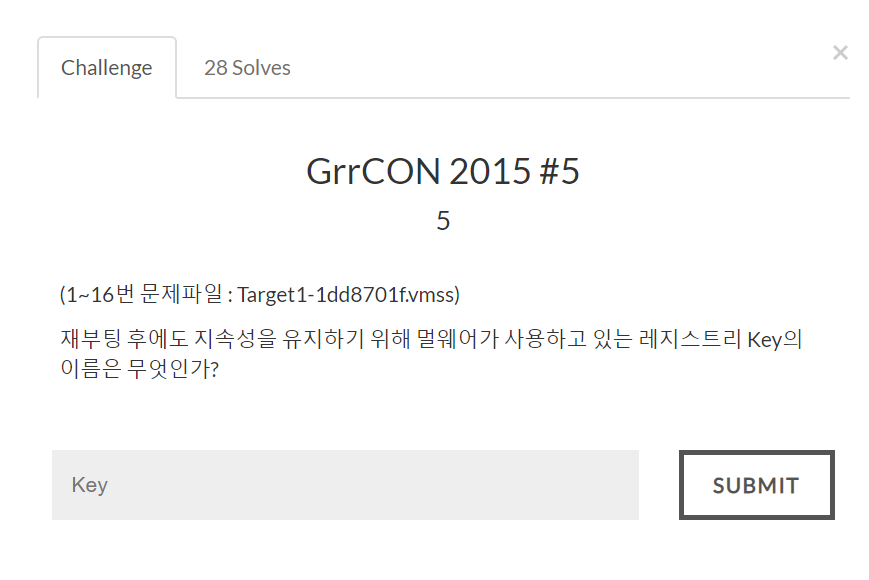 Challenge
28 Solves
×
GrrCON 2015 #5
5
(1~16번 문제파일 : Target1-1dd8701f.vmss)
재부팅 후에도 지속성을 유지하기 위해 멀웨어가 사용하고 있는 레지스트리 Key의
이름은 무엇인가?
Key
SUBMIT